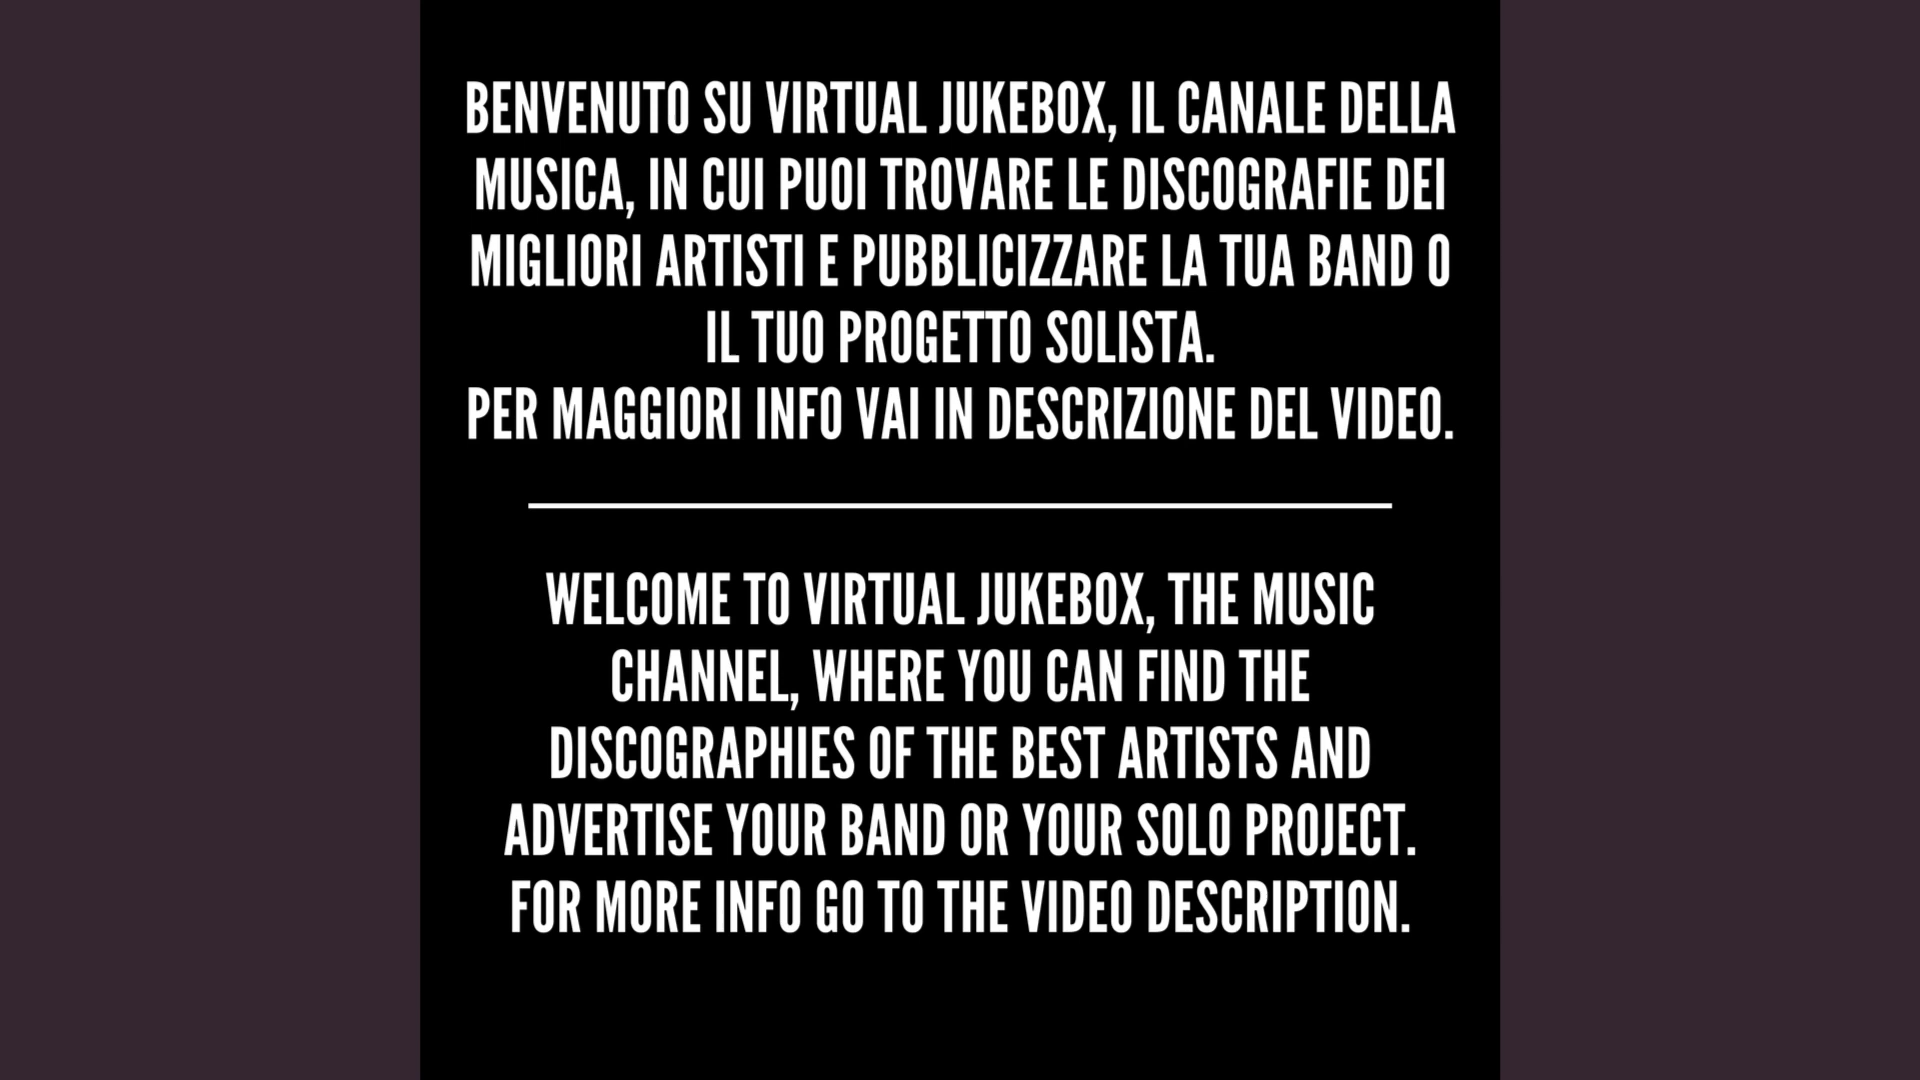 BENVENUTO SU VIRTUAL JUKEBOX, IL CANALE DELLA
MUSICA, IN CUI PUOI TROVARE LE DISCOGRAFIE DEI
MIGLIORI ARTISTI E PUBBLICIZZARE LA TUA BAND O
IL TUO PROGETTO SOLISTA.
PER MAGGIORI INFO VAI IN DESCRIZIONE DEL VIDEO.
WELCOME TO VIRTUAL JUKEBOX, THE MUSIC
CHANNEL, WHERE YOU CAN FIND THE
DISCOGRAPHIES OF THE BEST ARTISTS AND
ADVERTISE YOUR BAND OR YOUR SOLO PROJECT.
FOR MORE INFO GO TO THE VIDEO DESCRIPTION.